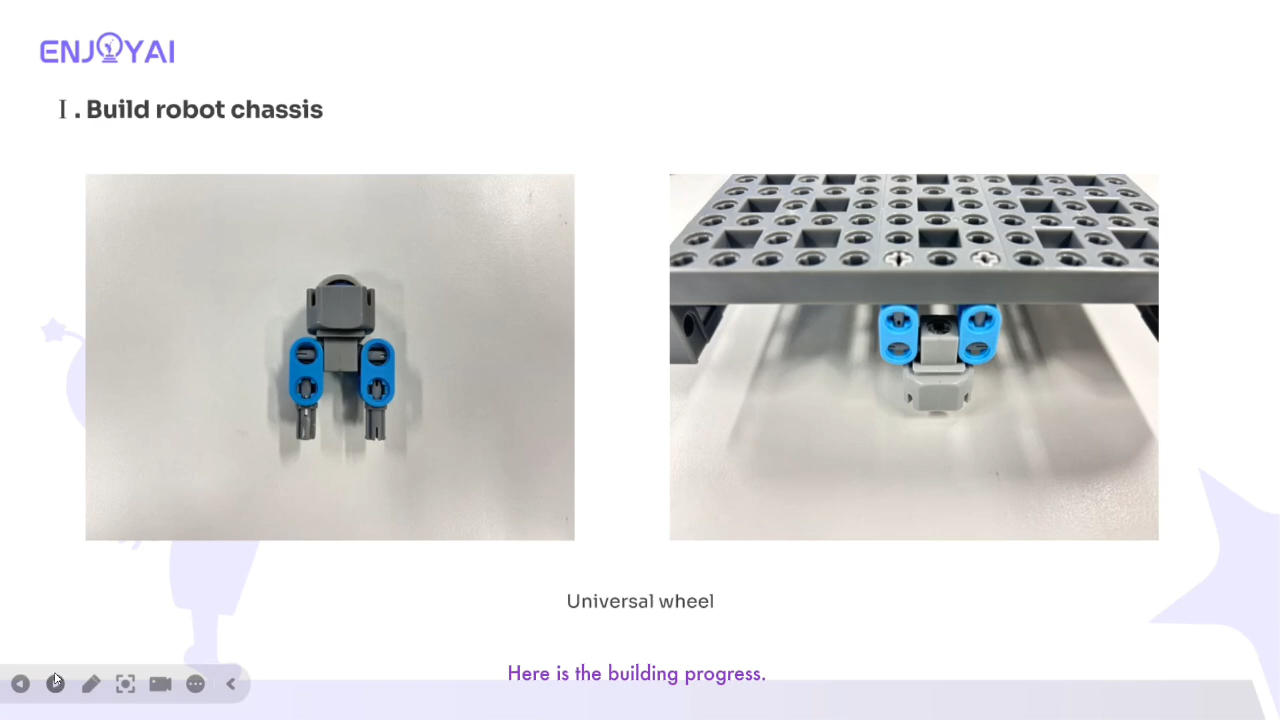 ENJOYAI
Ⅰ . Build robot chassis
Universal wheel
Here is the building progress.